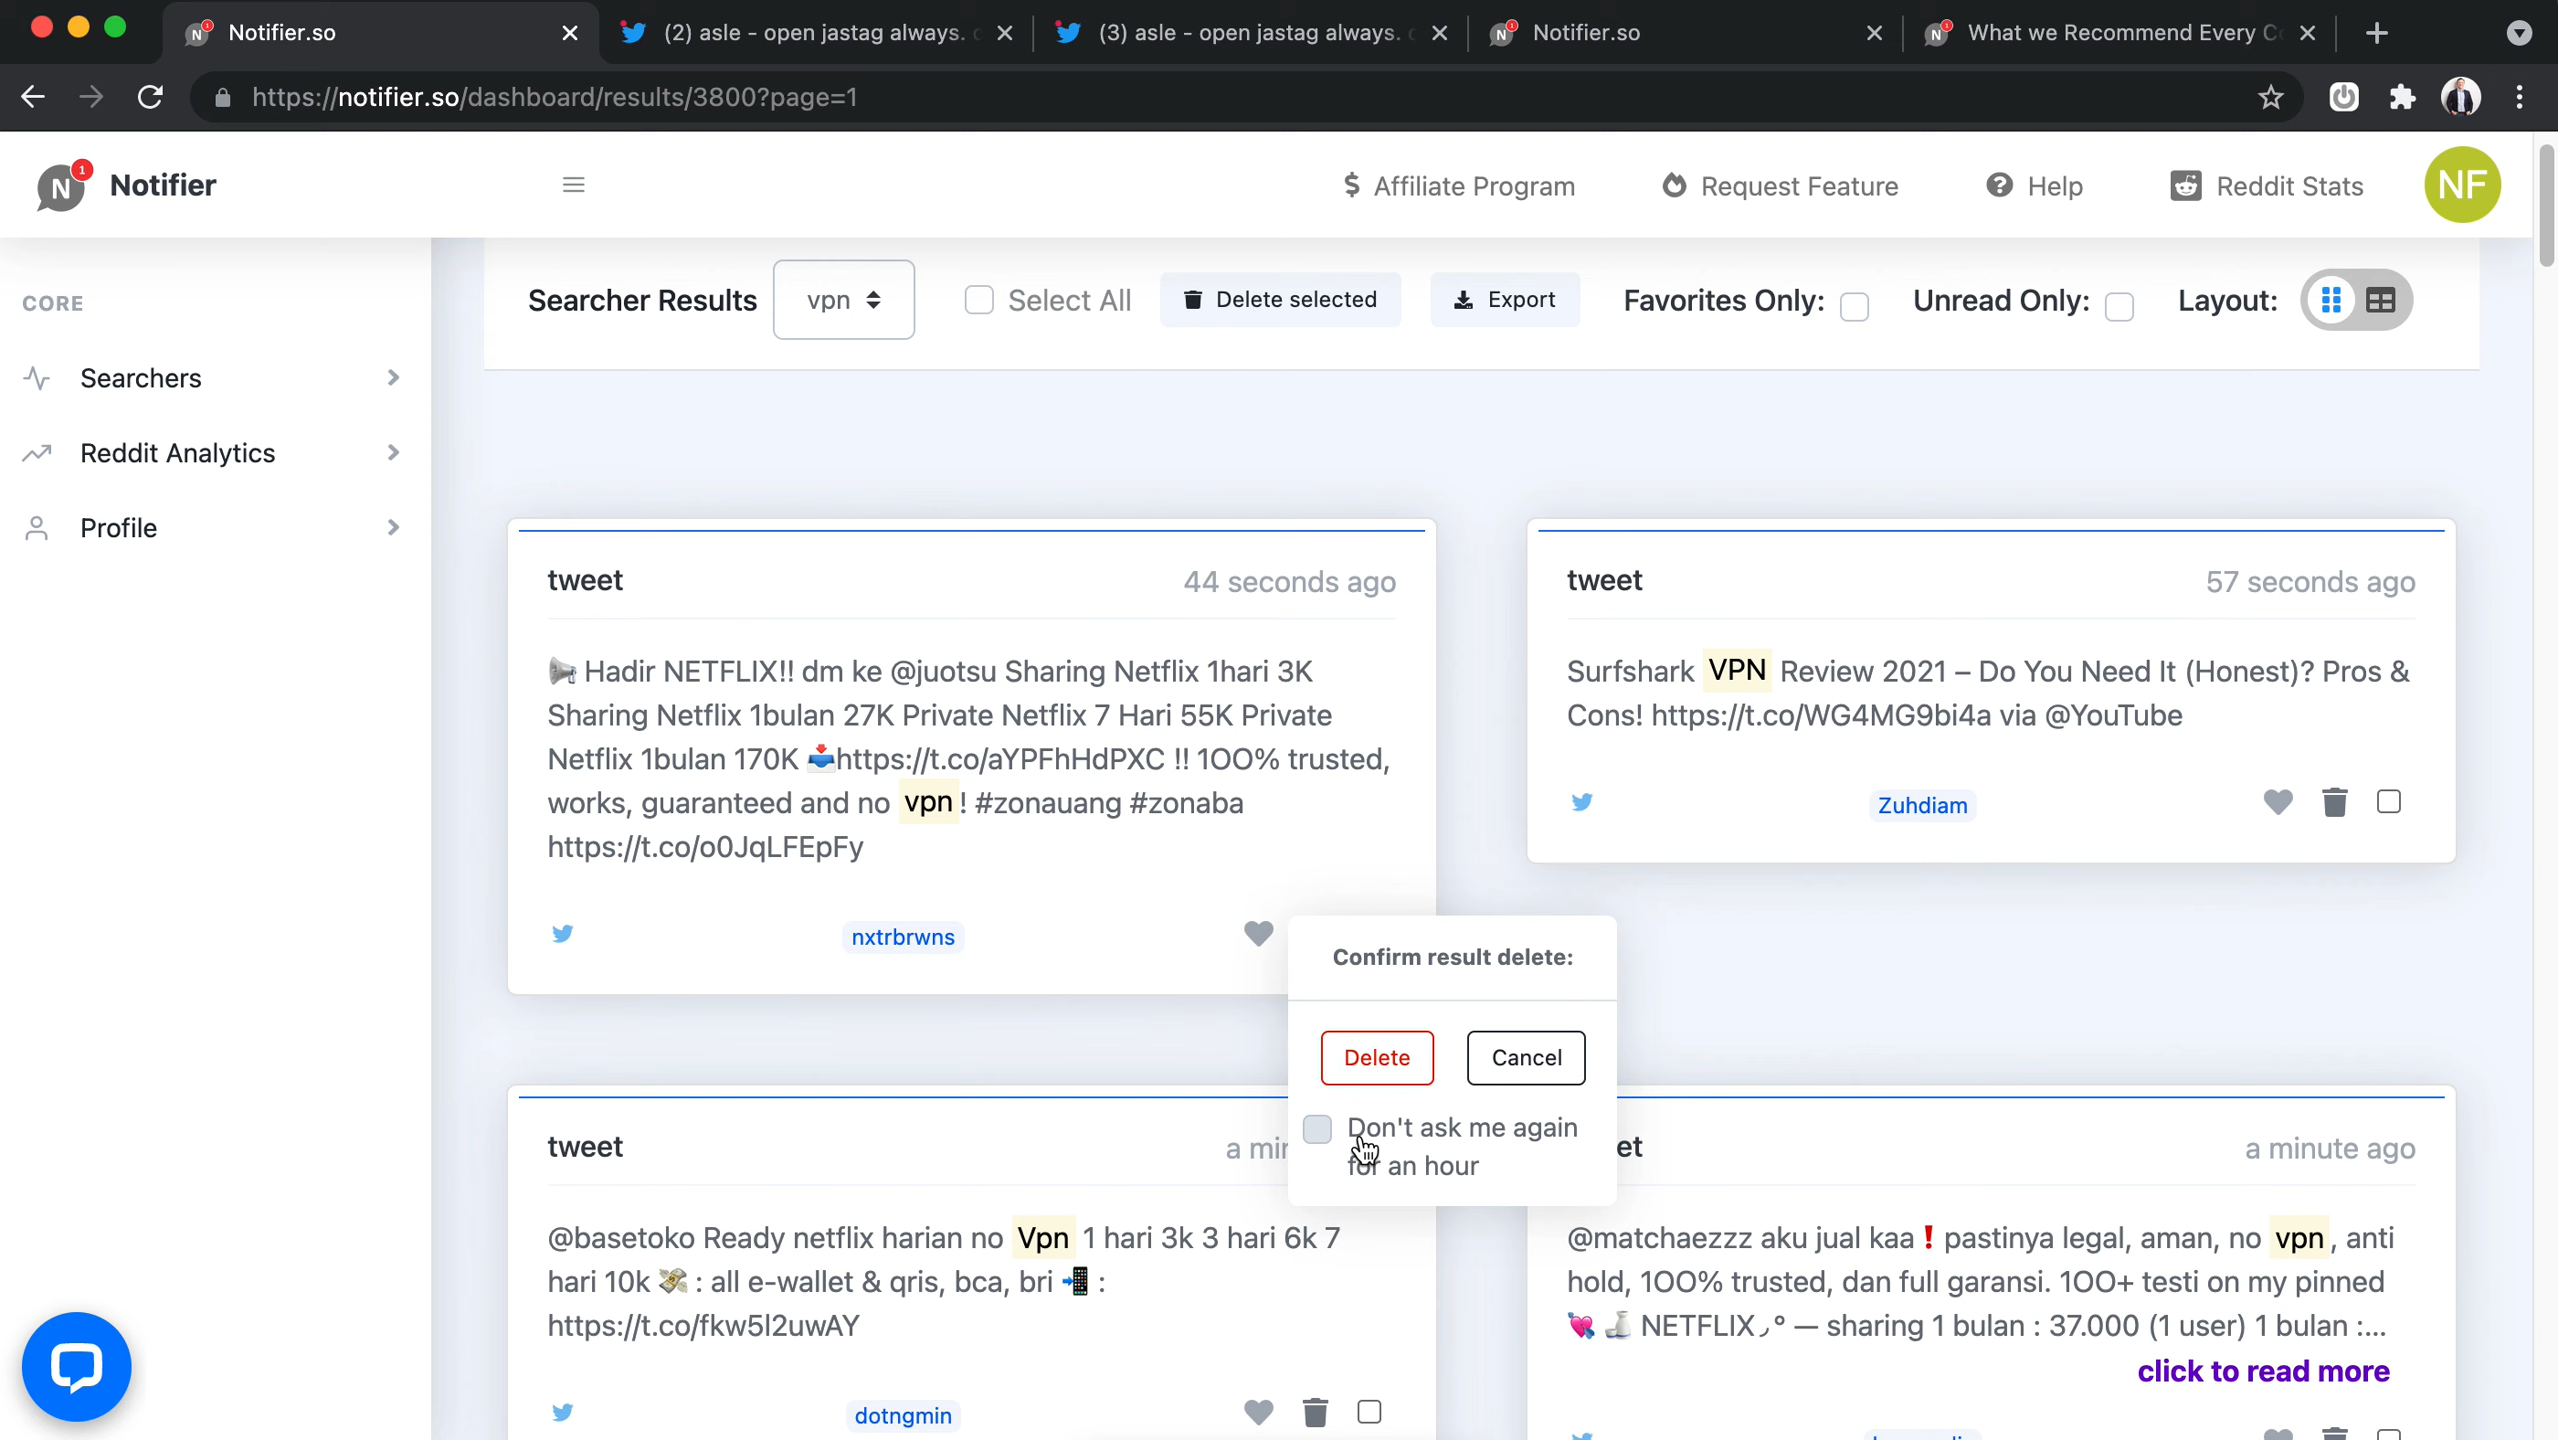 Notifier.so
(2) asle - open jastag always.
(3) asle - open jastag always.
Notifier.so
What we Recommend Every
https://notifier.so/dashboard/results/3800?page=1
N 1
Notifier
$ Affiliate Program
Request Feature
Help
Reddit Stats
NF
CORE
Searchers
Reddit Analytics
Profile
Searcher Results
vpn
Select All
Delete selected
Export
Favorites Only:
Unread Only:
Layout:
tweet
44 seconds ago
📢 Hadir NETFLIX!! dm ke @juotsu Sharing Netflix 1hari 3K
Sharing Netflix 1bulan 27K Private Netflix 7 Hari 55K Private
Netflix 1bulan 170K 📥https://t.co/aYPFhHdPXC !! 1OO% trusted,
works, guaranteed and no vpn! #zonauang #zonaba
https://t.co/o0JqLFEpFy
nxtrbrwns
tweet
57 seconds ago
Surfshark VPN Review 2021 – Do You Need It (Honest)? Pros &
Cons! https://t.co/WG4MG9bi4a via @YouTube
Zuhdiam
Confirm result delete:
Delete
Cancel
Don't ask me again
for an hour
tweet
a min
@basetoko Ready netflix harian no Vpn 1 hari 3k 3 hari 6k 7
hari 10k 💸 : all e-wallet & qris, bca, bri 📲 :
https://t.co/fkw5l2uwAY
dotngmin
et
a minute ago
@matchaezzz aku jual kaa❗ pastinya legal, aman, no vpn, anti
hold, 1OO% trusted, dan full garansi. 1OO+ testi on my pinned
💘 🍶 NETFLIX◞° — sharing 1 bulan : 37.000 (1 user) 1 bulan :...
click to read more